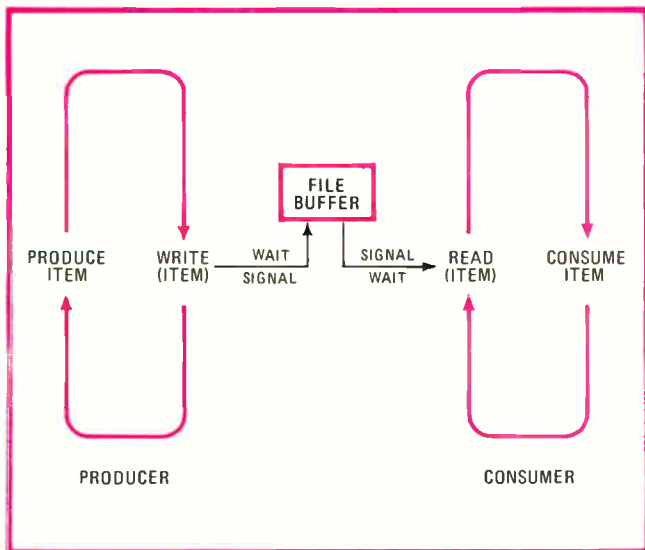 FILE
BUFFER
PRODUCE
ITEM
WRITE
(ITEM)
WAIT
SIGNAL
SIGNAL
WAIT
READ
(ITEM)
CONSUME
ITEM
PRODUCER
CONSUMER